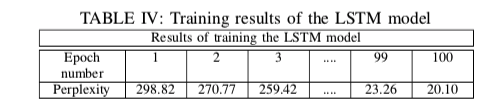 TABLE IV: Training results of the LSTM model
Results of training the LSTM model
Epoch number 1 2 3 .... 99 100
Perplexity 298.82 270.77 259.42 .... 23.26 20.10